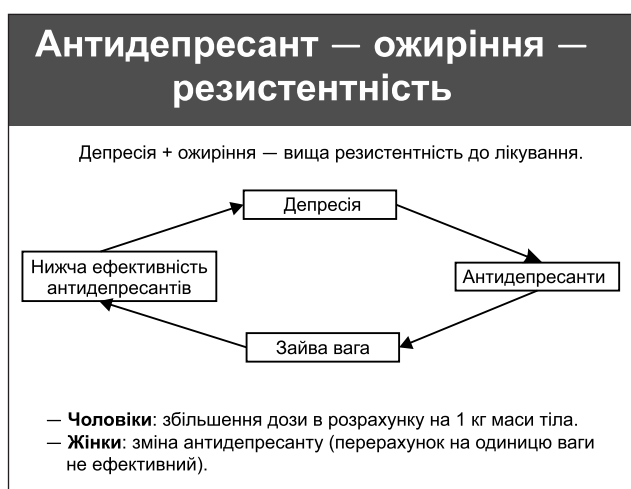 Антидепресант — ожиріння —
резистентність
Депресія + ожиріння — вища резистентність до лікування.
Депресія
Нижча ефективність
антидепресантів
Антидепресанти
Зайва вага
— Чоловіки: збільшення дози в розрахунку на 1 кг маси тіла.
— Жінки: зміна антидепресанту (перерахунок на одиницю ваги
не ефективний).